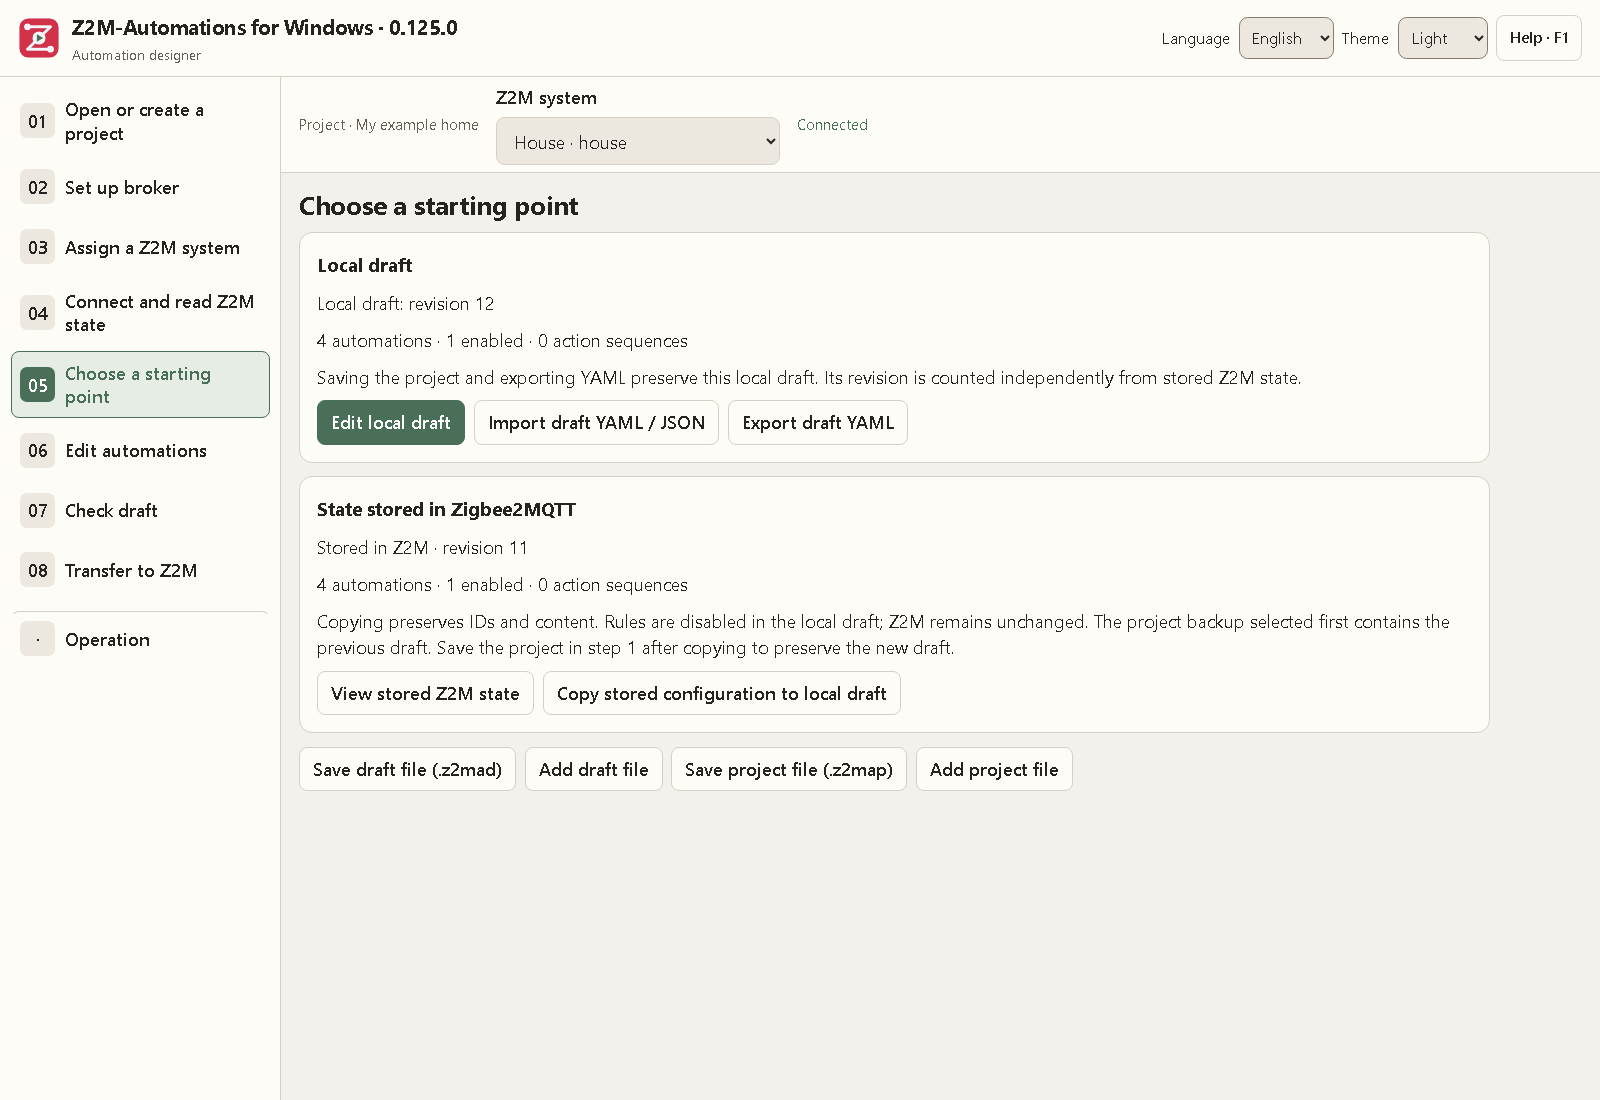 Z2M-Automations for Windows · 0.125.0
Automation designer
Language English Theme Light Help · F1
01 Open or create a
project
02 Set up broker
03 Assign a Z2M system
04 Connect and read Z2M
state
05 Choose a starting
point
06 Edit automations
07 Check draft
08 Transfer to Z2M
· Operation
Z2M system
Project · My example home House · house Connected
Choose a starting point
Local draft
Local draft: revision 12
4 automations · 1 enabled · 0 action sequences
Saving the project and exporting YAML preserve this local draft. Its revision is counted independently from stored Z2M state.
Edit local draft Import draft YAML / JSON Export draft YAML
State stored in Zigbee2MQTT
Stored in Z2M · revision 11
4 automations · 1 enabled · 0 action sequences
Copying preserves IDs and content. Rules are disabled in the local draft; Z2M remains unchanged. The project backup selected first contains the
previous draft. Save the project in step 1 after copying to preserve the new draft.
View stored Z2M state Copy stored configuration to local draft
Save draft file (.z2mad) Add draft file Save project file (.z2map) Add project file